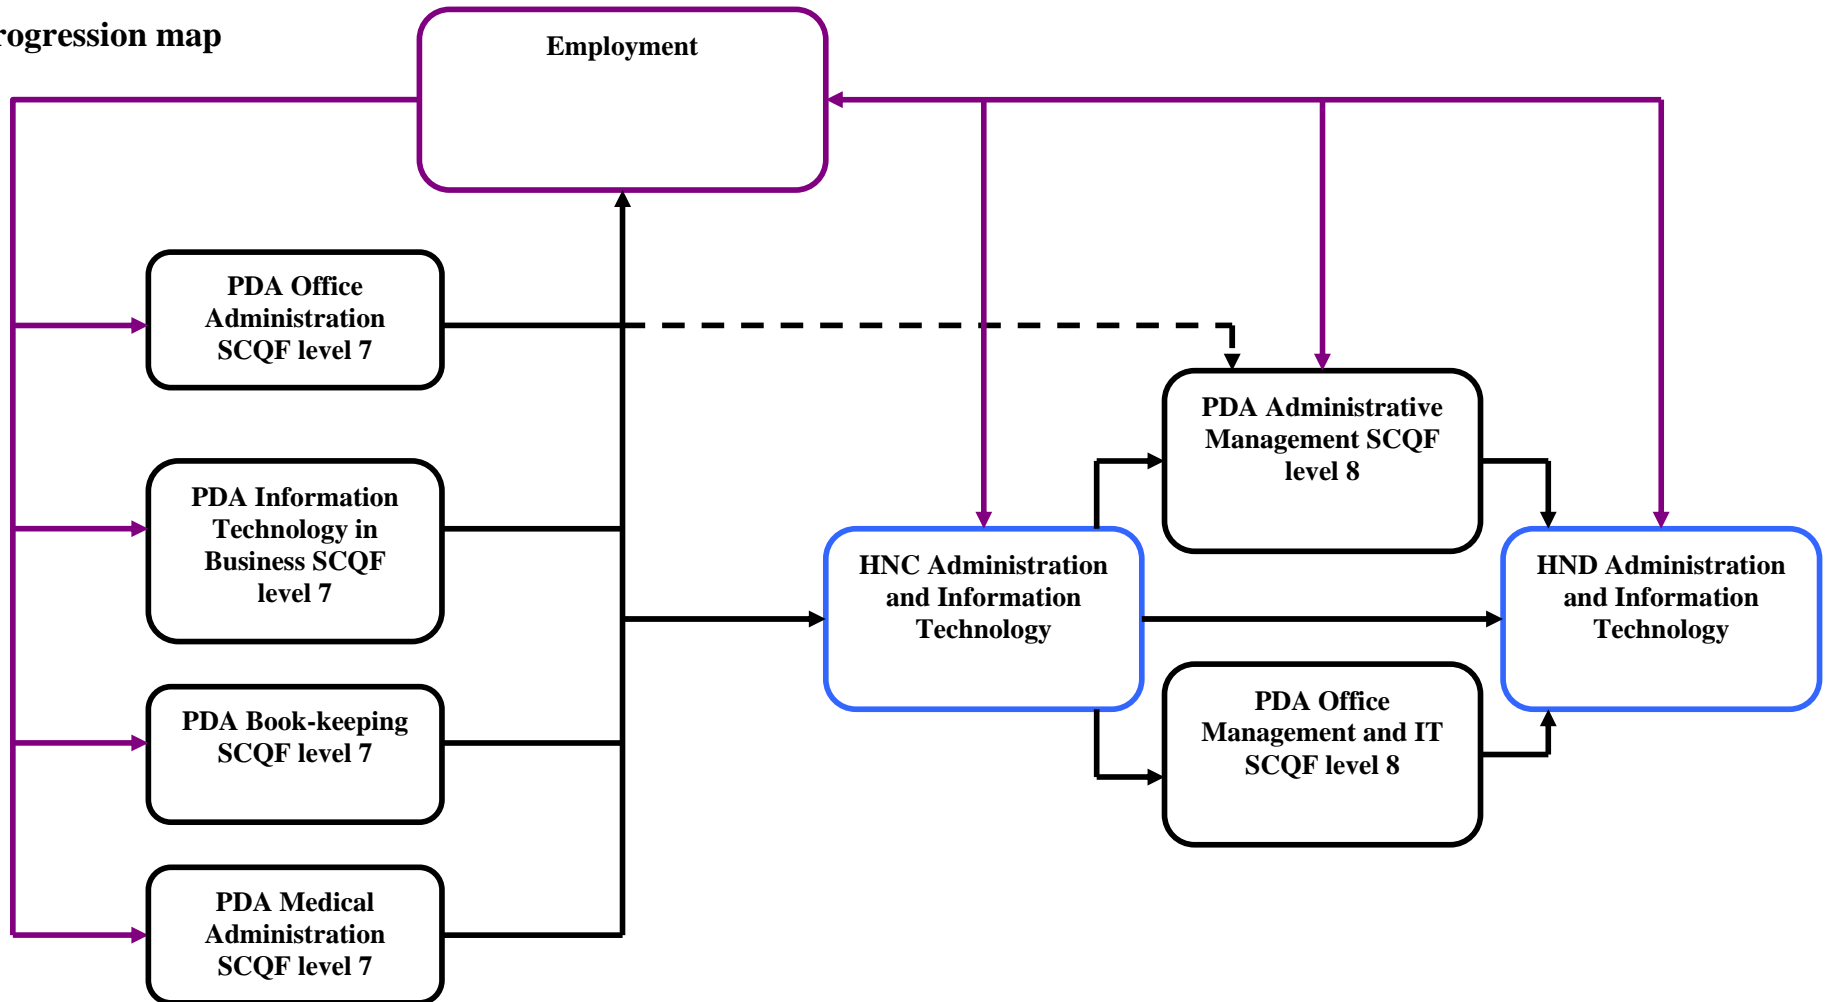 rogression map
Employment
PDA Office
Administration
SCQF level 7
PDA Information
Technology in
Business SCQF
level 7
PDA Book-keeping
SCQF level 7
PDA Medical
Administration
SCQF level 7
HNC Administration
and Information
Technology
PDA Administrative
Management SCQF
level 8
PDA Office
Management and IT
SCQF level 8
HND Administration
and Information
Technology